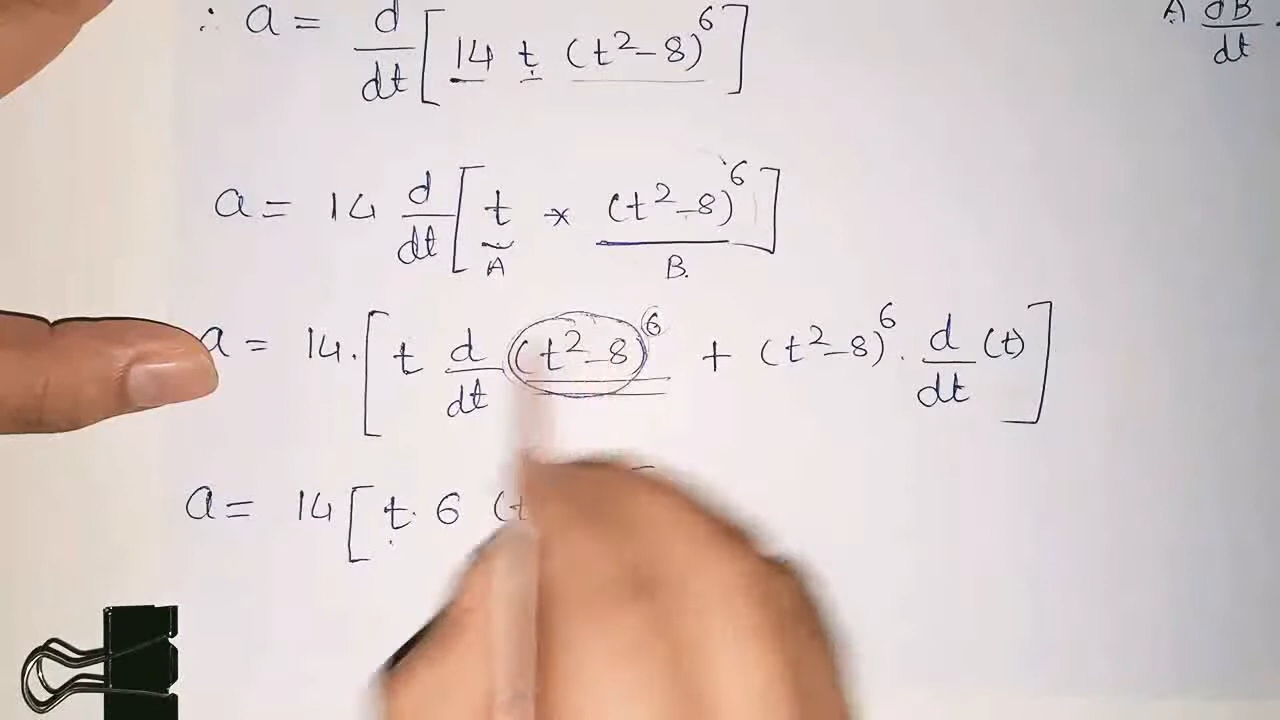 ∴ a = d/dt [14 t (t²-8)⁶]
A dB/dt
a = 14 d/dt [t * (t²-8)⁶]
A B.
a = 14. [t d/dt (t²-8)⁶ + (t²-8)⁶ . d/dt (t)]
a = 14 [t. 6 (t